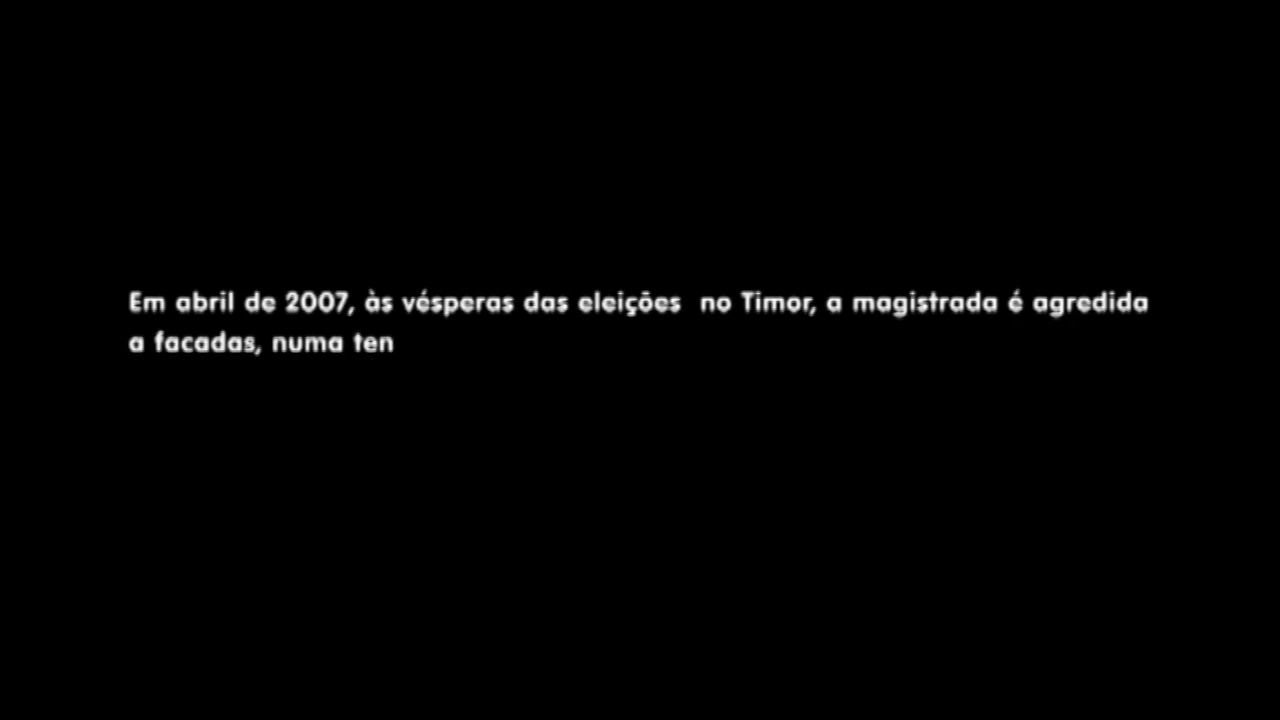 Em abril de 2007, às vésperas das eleições  no Timor, a magistrada é agredida
a facadas, numa ten